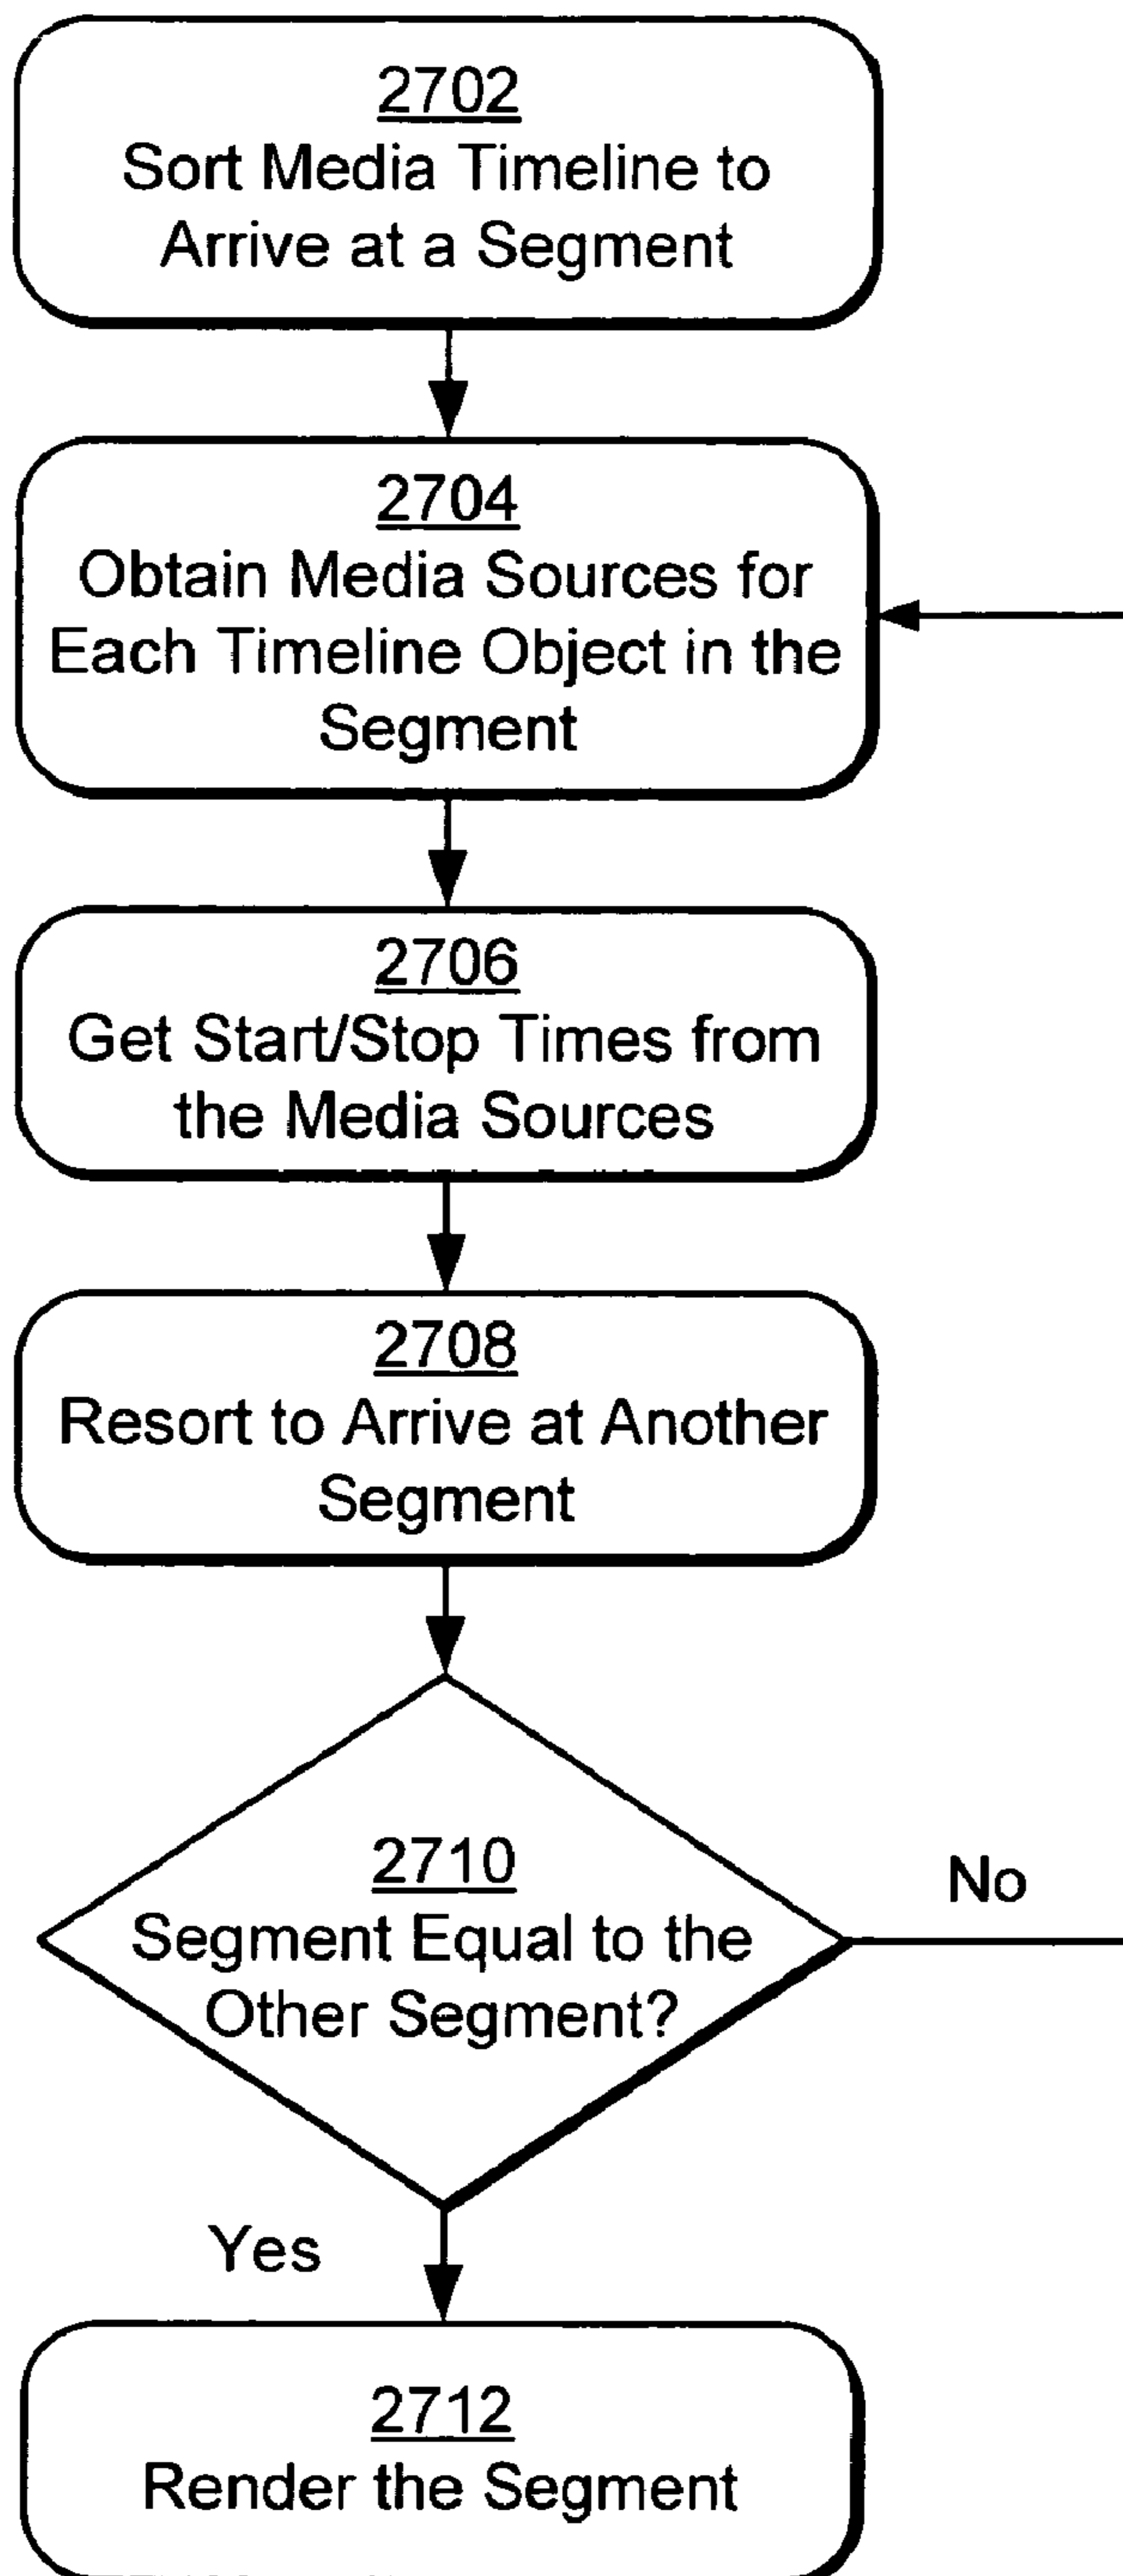 2702
Sort Media Timeline to
Arrive at a Segment
2704
Obtain Media Sources for
Each Timeline Object in the
Segment
2706
Get Start/Stop Times from
the Media Sources
2708
Resort to Arrive at Another
Segment
2710
Segment Equal to the
Other Segment?
No
Yes
2712
Render the Segment